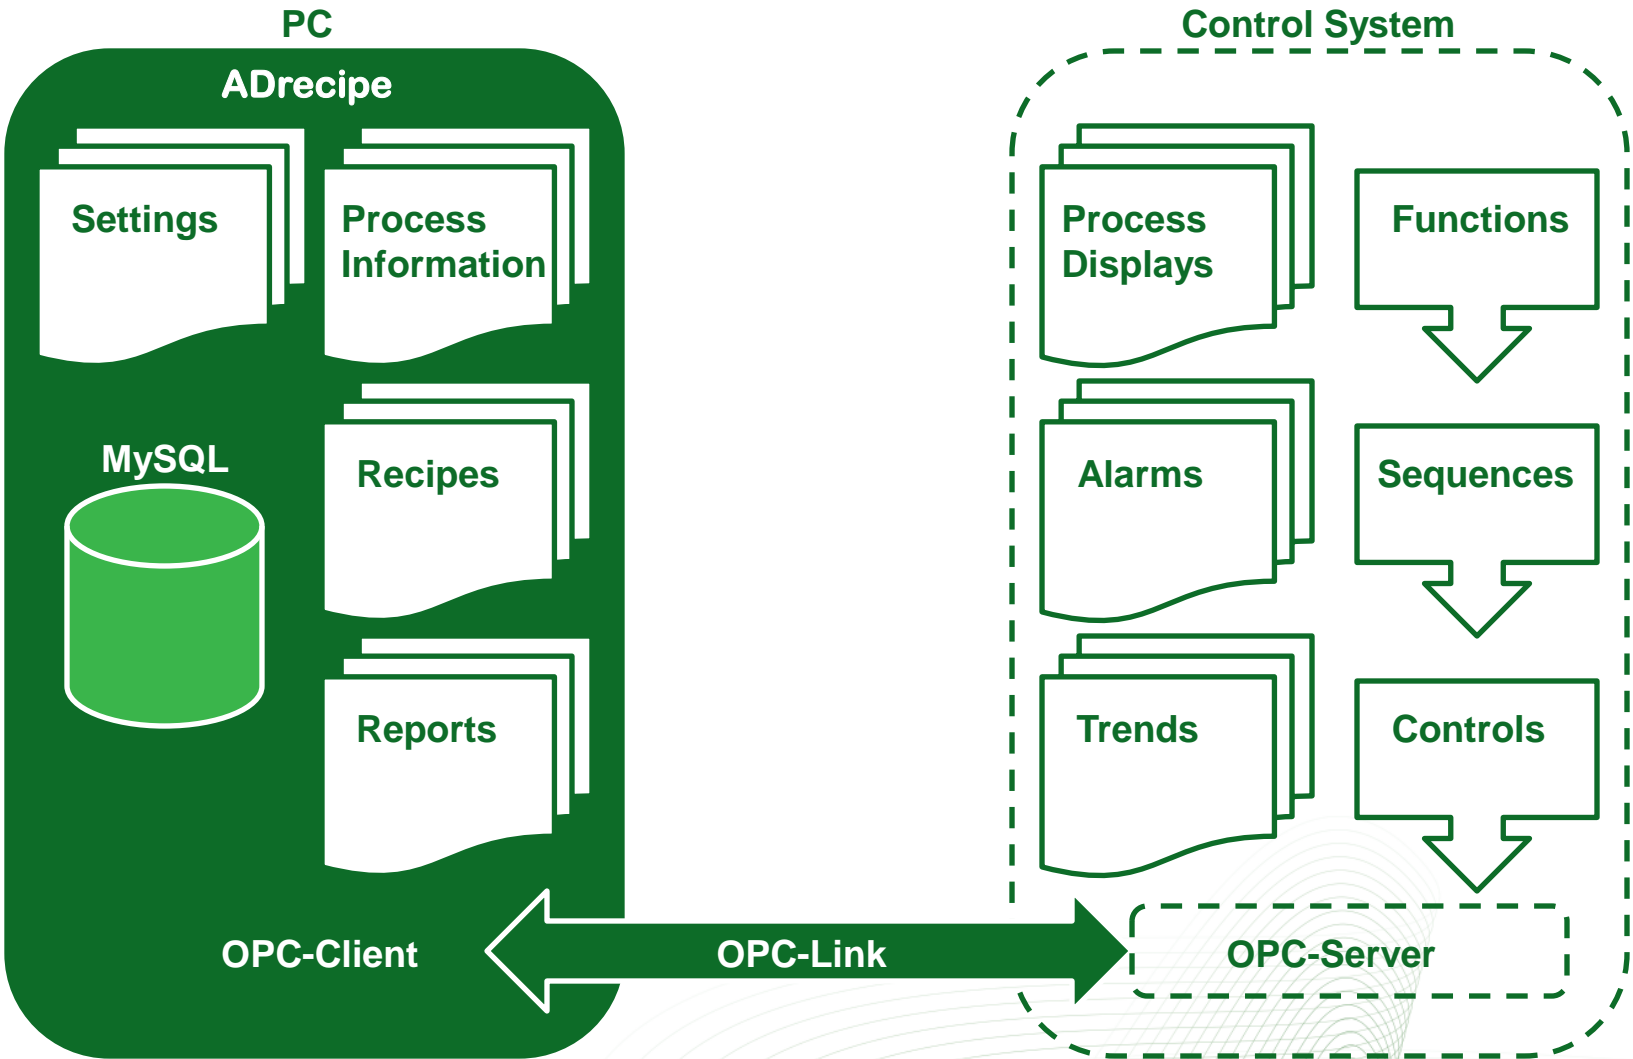 PC
ADrecipe
Settings
Process
Information
MySQL
Recipes
Reports
OPC-Client
OPC-Link
Control System
Process
Displays
Functions
Alarms
Sequences
Trends
Controls
OPC-Server